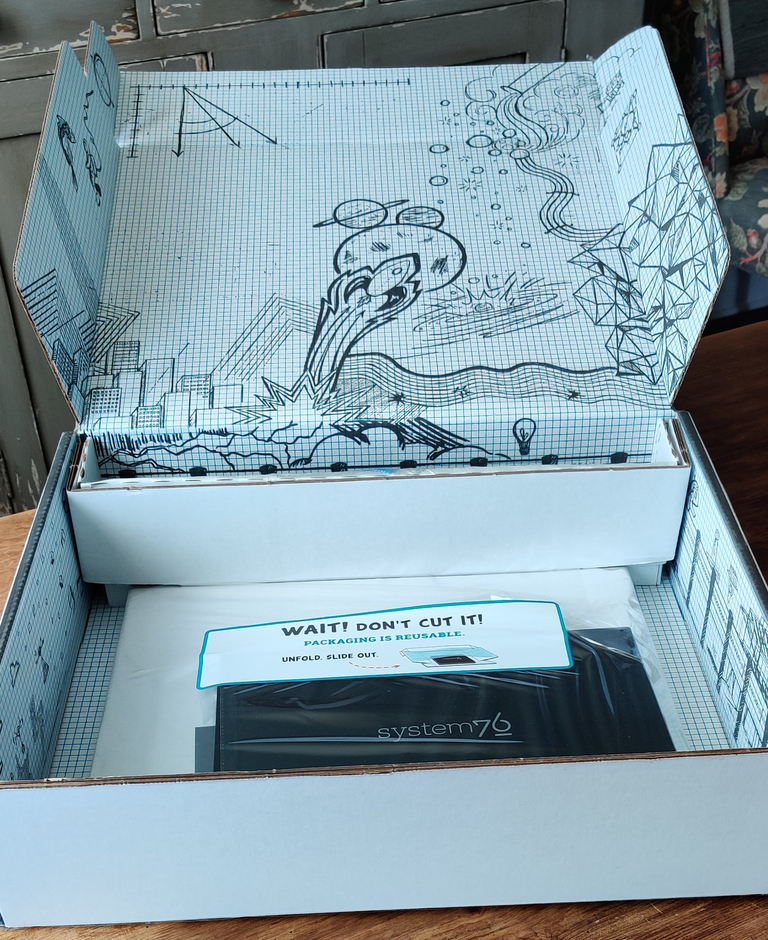 WAIT! DON'T CUT IT!
PACKAGING IS REUSABLE.
UNFOLD. SLIDE OUT.
system76